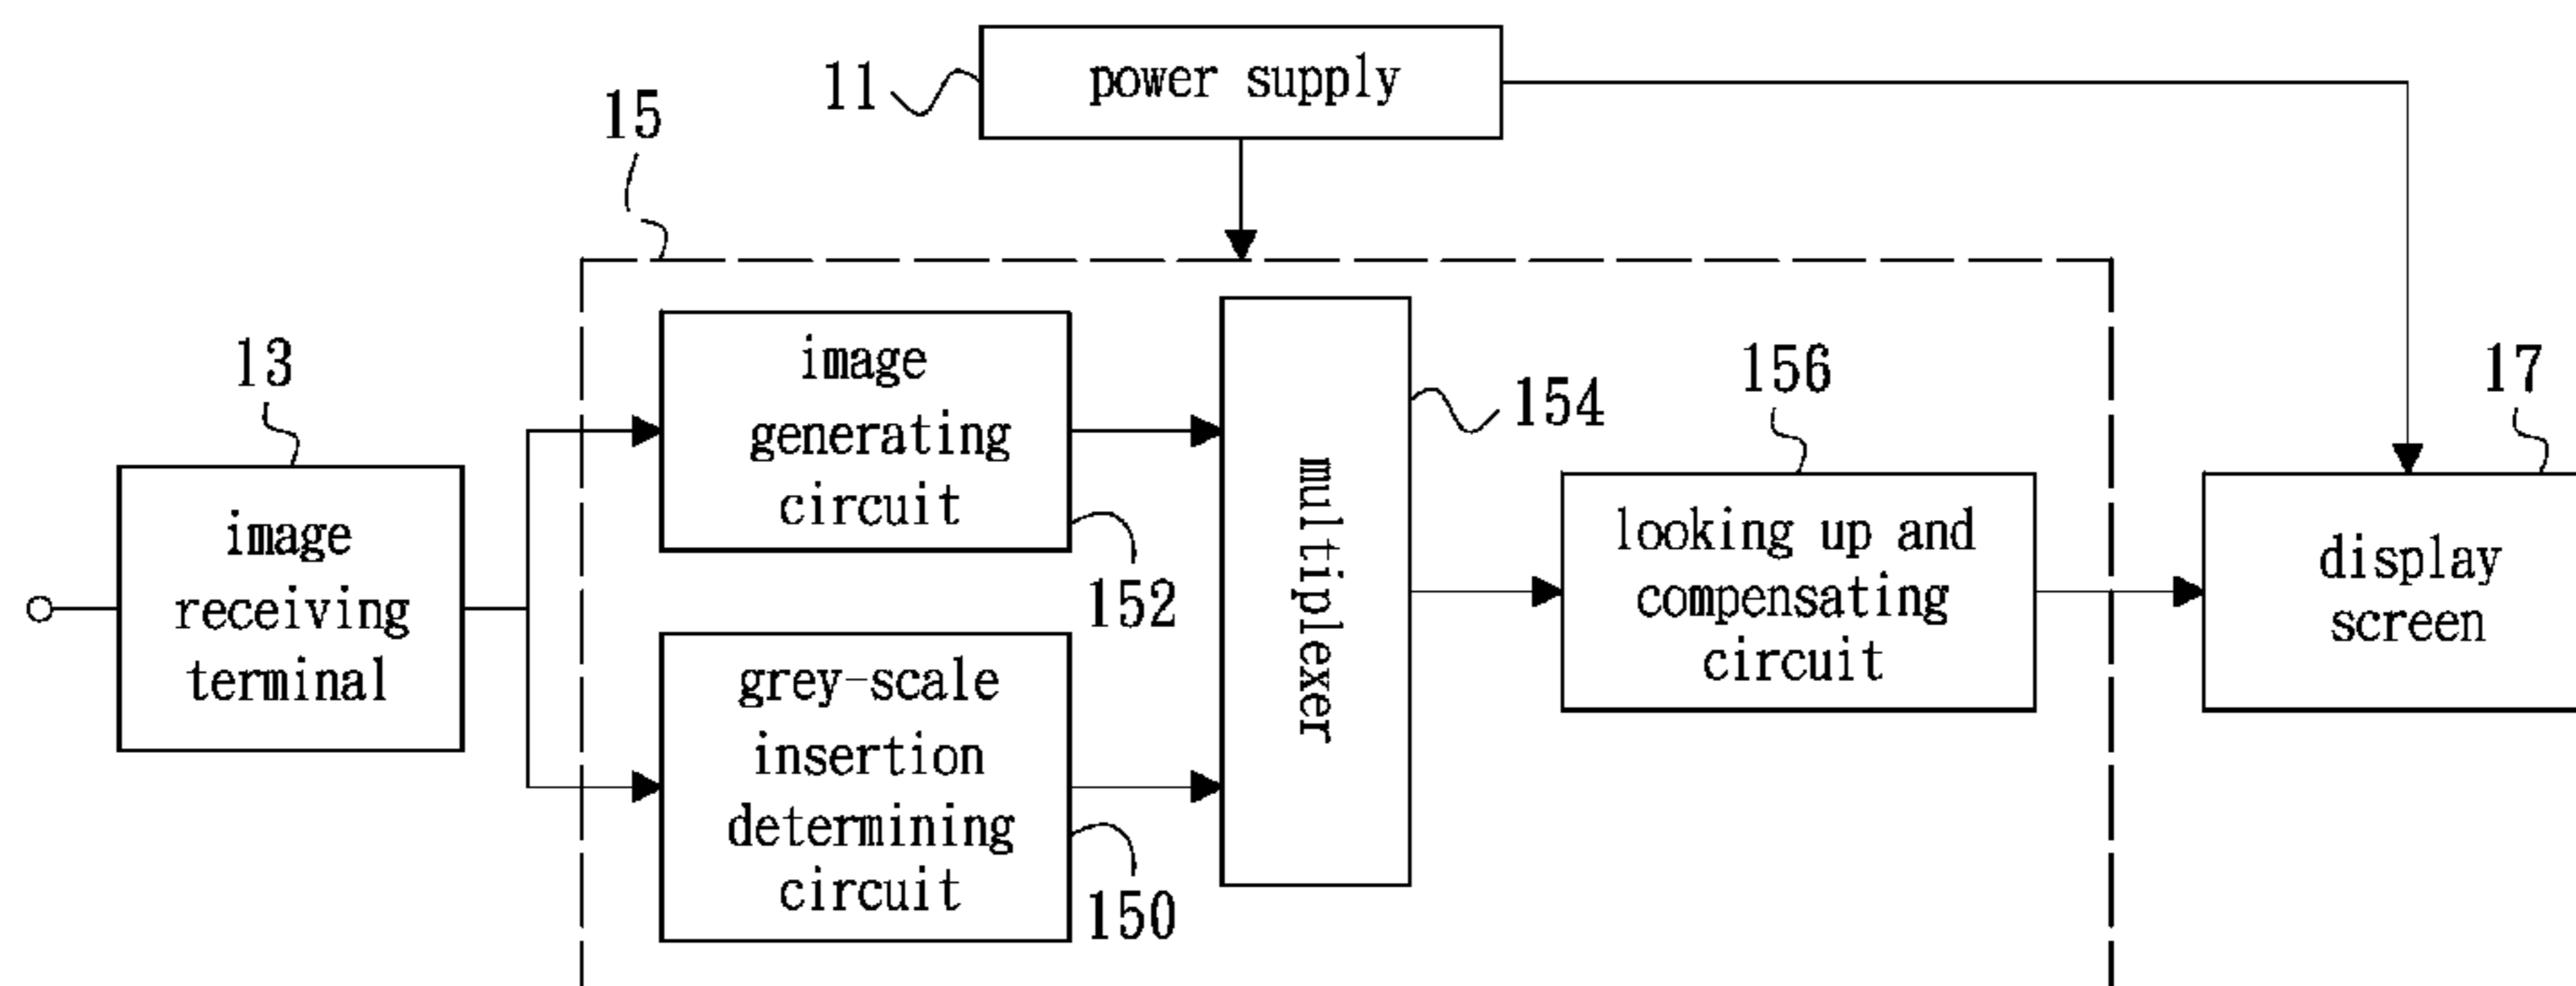 power supply
11
15
13
image
receiving
terminal
image
generating
circuit
152
grey-scale
insertion
determining
circuit
150
multiplexer
154
156
looking up and
compensating
circuit
17
display
screen